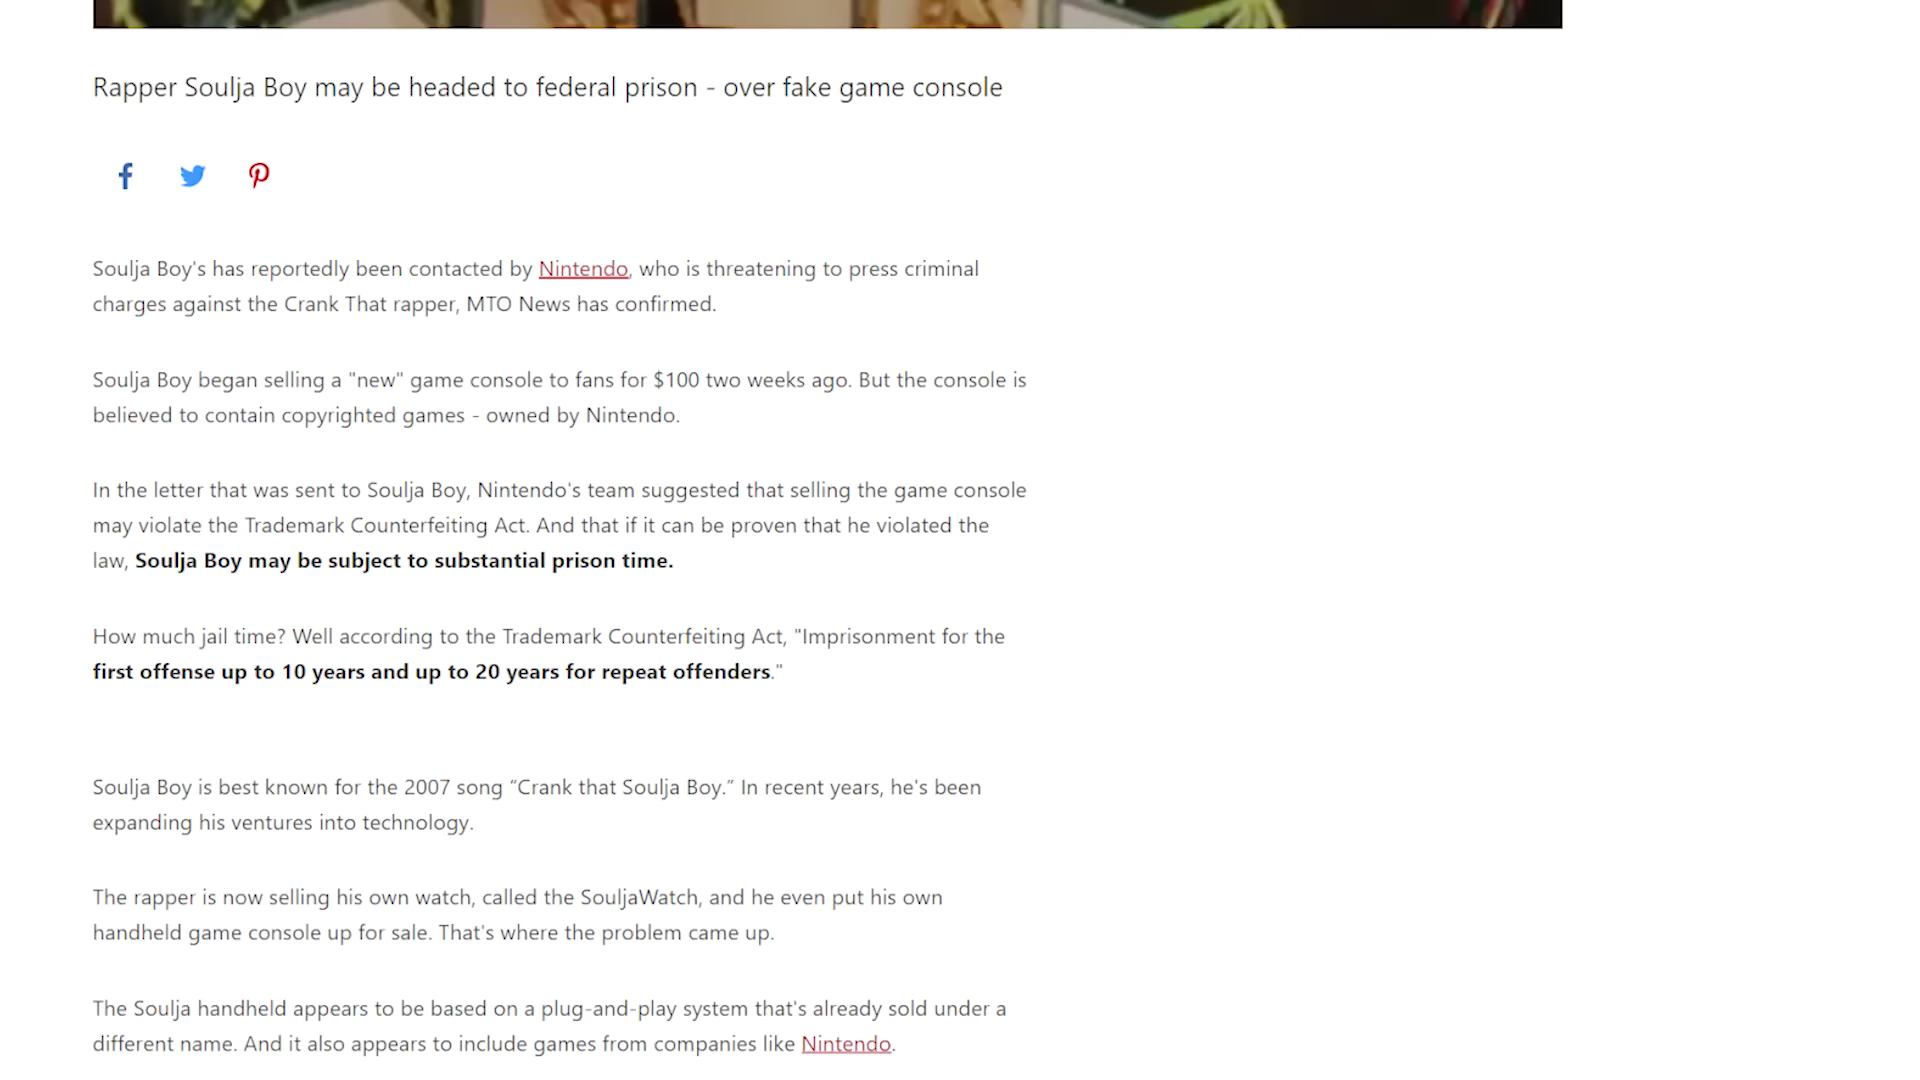 Rapper Soulja Boy may be headed to federal prison - over fake game console
Soulja Boy's has reportedly been contacted by Nintendo, who is threatening to press criminal
charges against the Crank That rapper, MTO News has confirmed.
Soulja Boy began selling a "new" game console to fans for $100 two weeks ago. But the console is
believed to contain copyrighted games - owned by Nintendo.
In the letter that was sent to Soulja Boy, Nintendo's team suggested that selling the game console
may violate the Trademark Counterfeiting Act. And that if it can be proven that he violated the
law, Soulja Boy may be subject to substantial prison time.
How much jail time? Well according to the Trademark Counterfeiting Act, "Imprisonment for the
first offense up to 10 years and up to 20 years for repeat offenders."
Soulja Boy is best known for the 2007 song “Crank that Soulja Boy.” In recent years, he's been
expanding his ventures into technology.
The rapper is now selling his own watch, called the SouljaWatch, and he even put his own
handheld game console up for sale. That's where the problem came up.
The Soulja handheld appears to be based on a plug-and-play system that's already sold under a
different name. And it also appears to include games from companies like Nintendo.